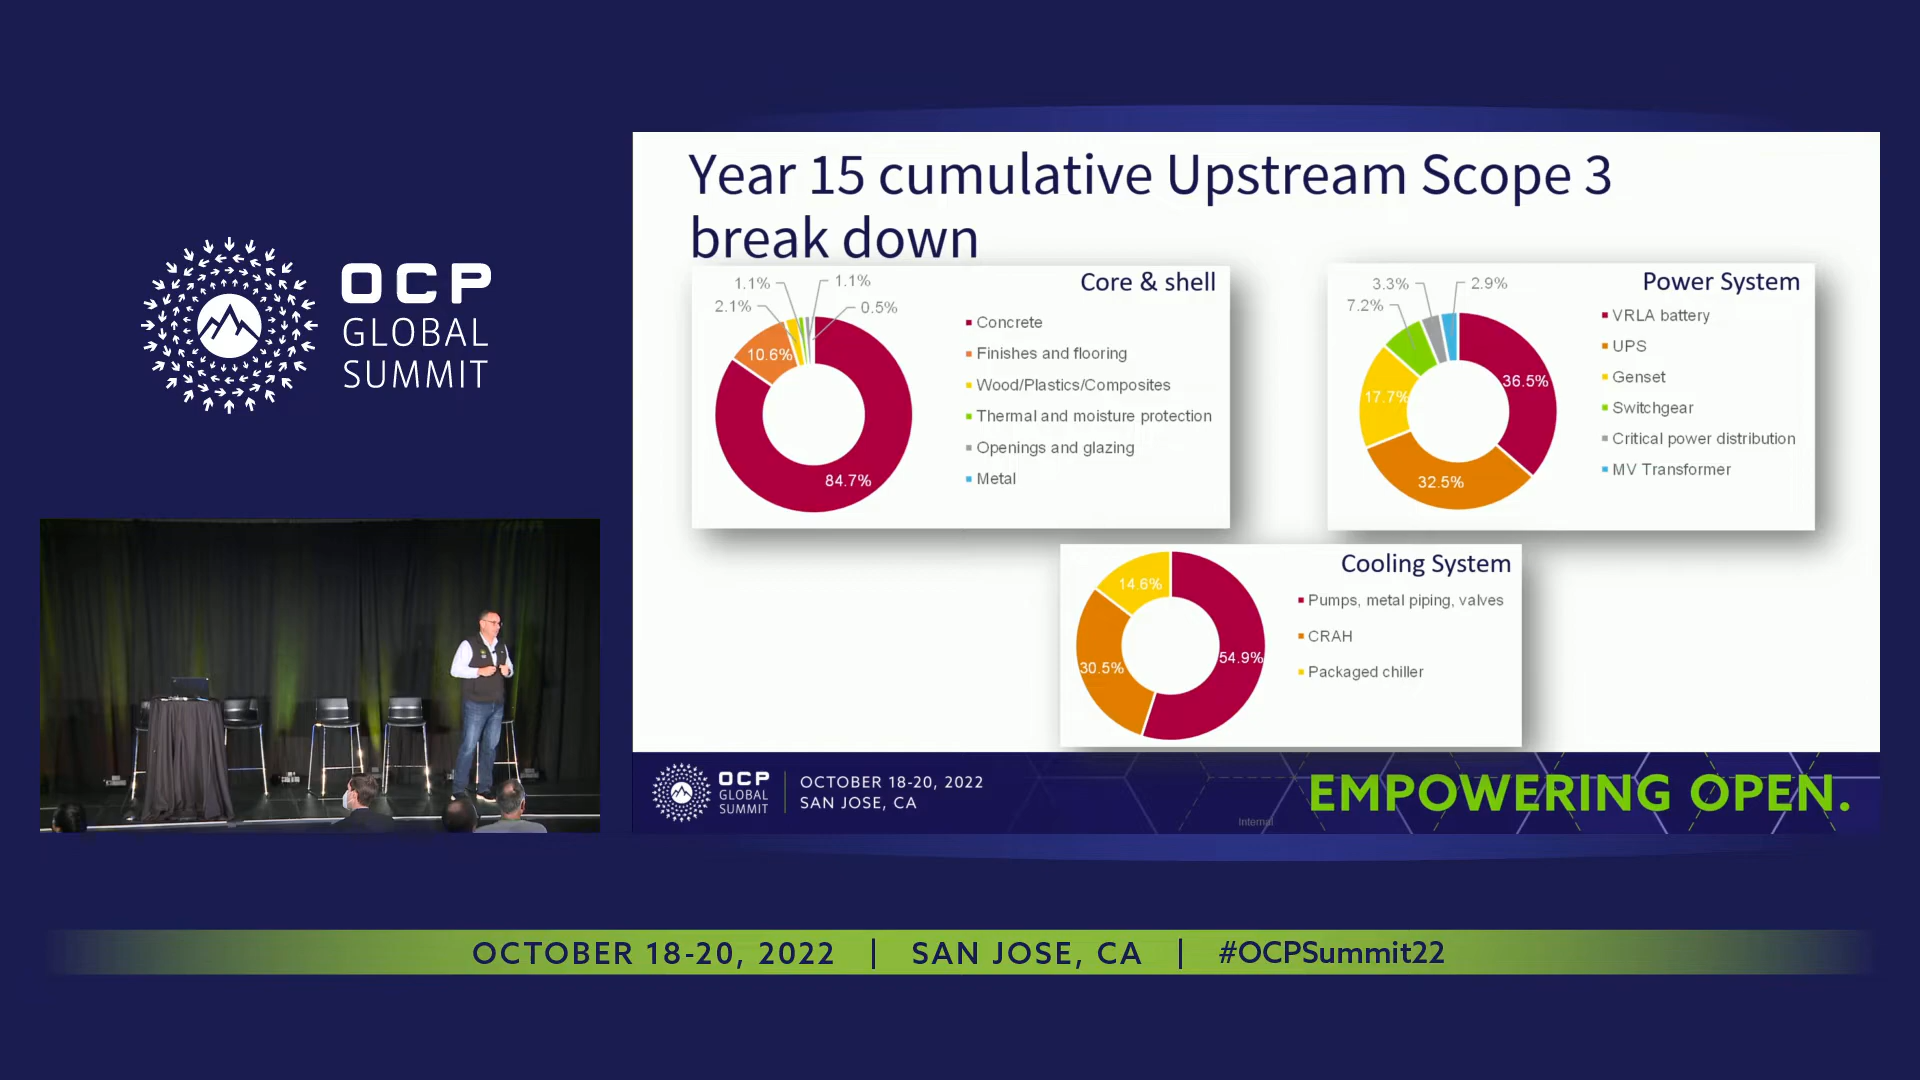 OCP
GLOBAL
SUMMIT
Year 15 cumulative Upstream Scope 3
break down
Core & shell
1.1%
1.1%
2.1%
0.5%
10.6%
84.7%
Concrete
Finishes and flooring
Wood/Plastics/Composites
Thermal and moisture protection
Openings and glazing
Metal
Power System
3.3%
2.9%
7.2%
17.7%
36.5%
32.5%
VRLA battery
UPS
Genset
Switchgear
Critical power distribution
MV Transformer
Cooling System
14.6%
30.5%
54.9%
Pumps, metal piping, valves
CRAH
Packaged chiller
OCP
GLOBAL
SUMMIT
OCTOBER 18-20, 2022
SAN JOSE, CA
Internal
EMPOWERING OPEN.
OCTOBER 18-20, 2022 | SAN JOSE, CA | #OCPSummit22